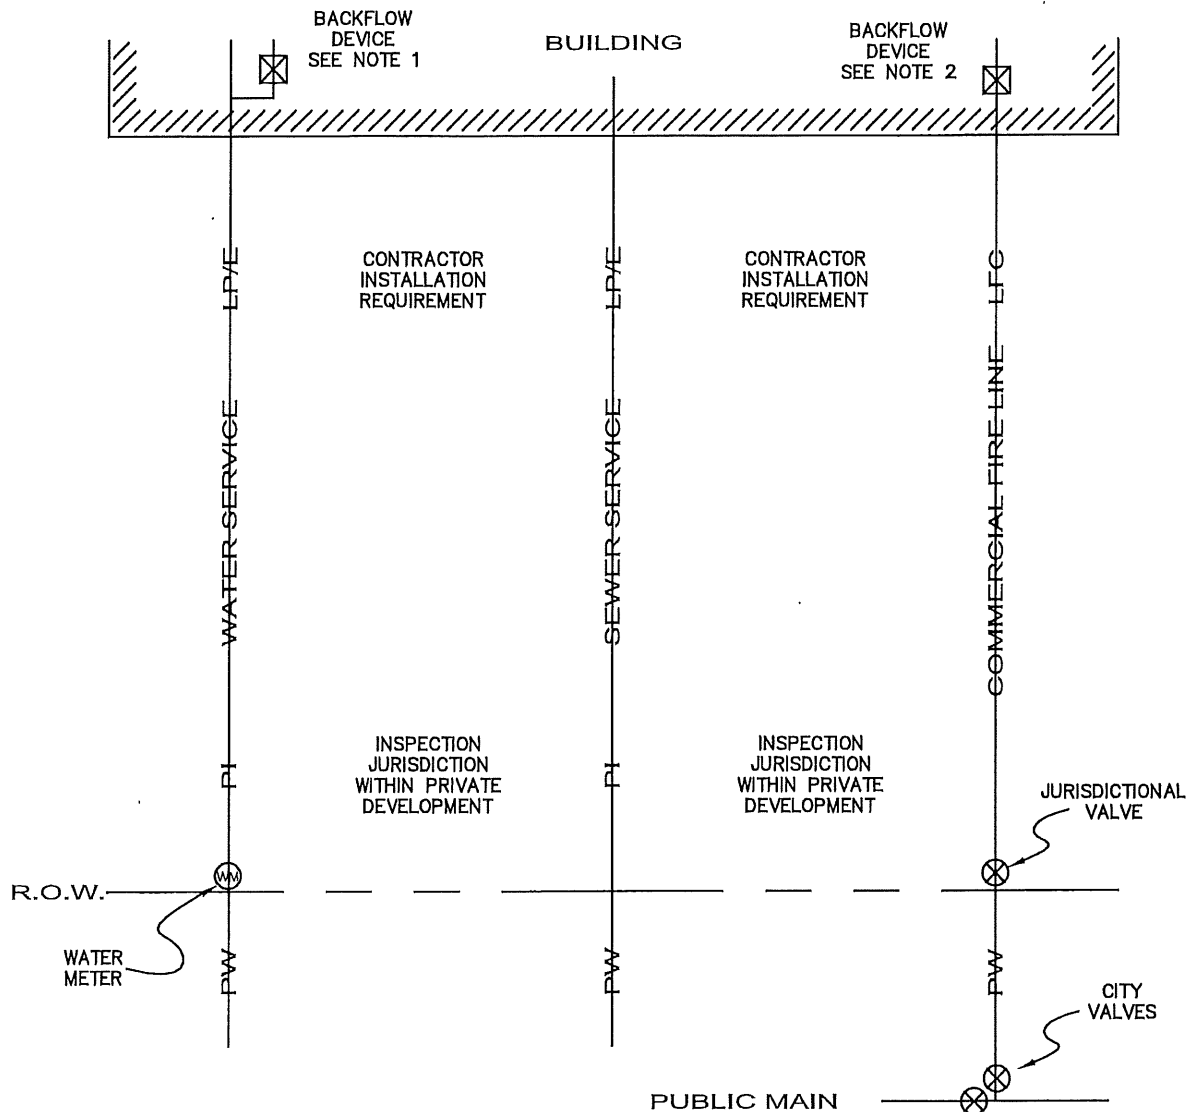 BACKFLOW
DEVICE
SEE NOTE 1
BUILDING
BACKFLOW
DEVICE
SEE NOTE 2
LP/E
CONTRACTOR
INSTALLATION
REQUIREMENT
LP/E
CONTRACTOR
INSTALLATION
REQUIREMENT
LFC
WATER SERVICE
SEWER SERVICE
COMMERCIAL FIRE LINE
PI
INSPECTION
JURISDICTION
WITHIN PRIVATE
DEVELOPMENT
PI
INSPECTION
JURISDICTION
WITHIN PRIVATE
DEVELOPMENT
JURISDICTIONAL
VALVE
WM
R.O.W.
WATER
METER
PW
PW
PW
CITY
VALVES
PUBLIC MAIN